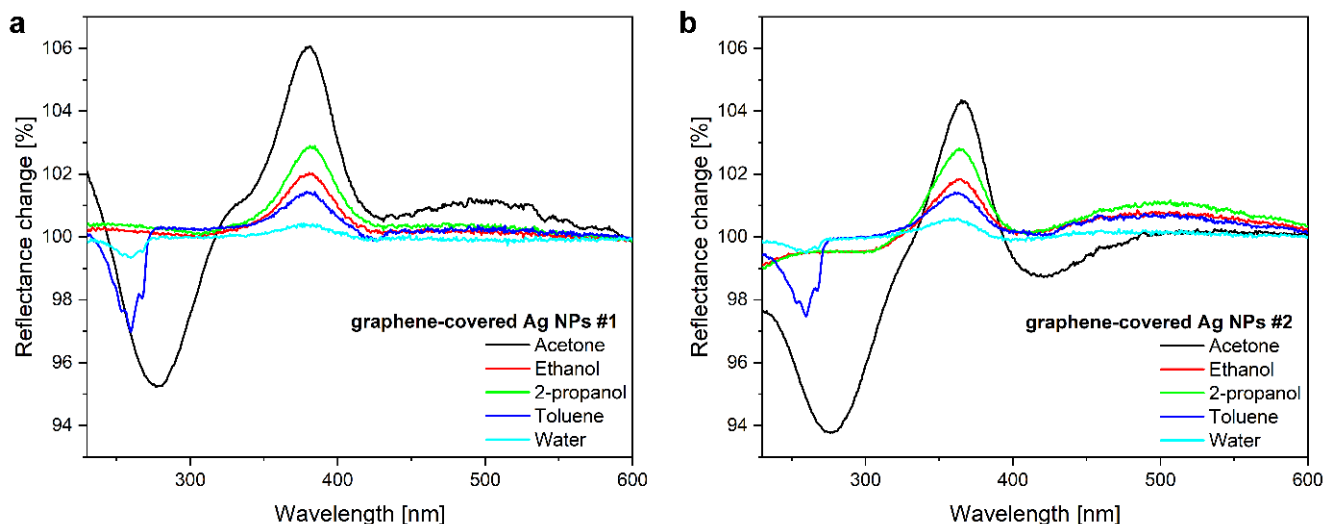 a
106
104
102
100
98
96
94
Reflectance change [%]
300
400
500
600
Wavelength [nm]
graphene-covered Ag NPs #1
Acetone
Ethanol
2-propanol
Toluene
Water
b
106
104
102
100
98
96
94
Reflectance change [%]
300
400
500
600
Wavelength [nm]
graphene-covered Ag NPs #2
Acetone
Ethanol
2-propanol
Toluene
Water